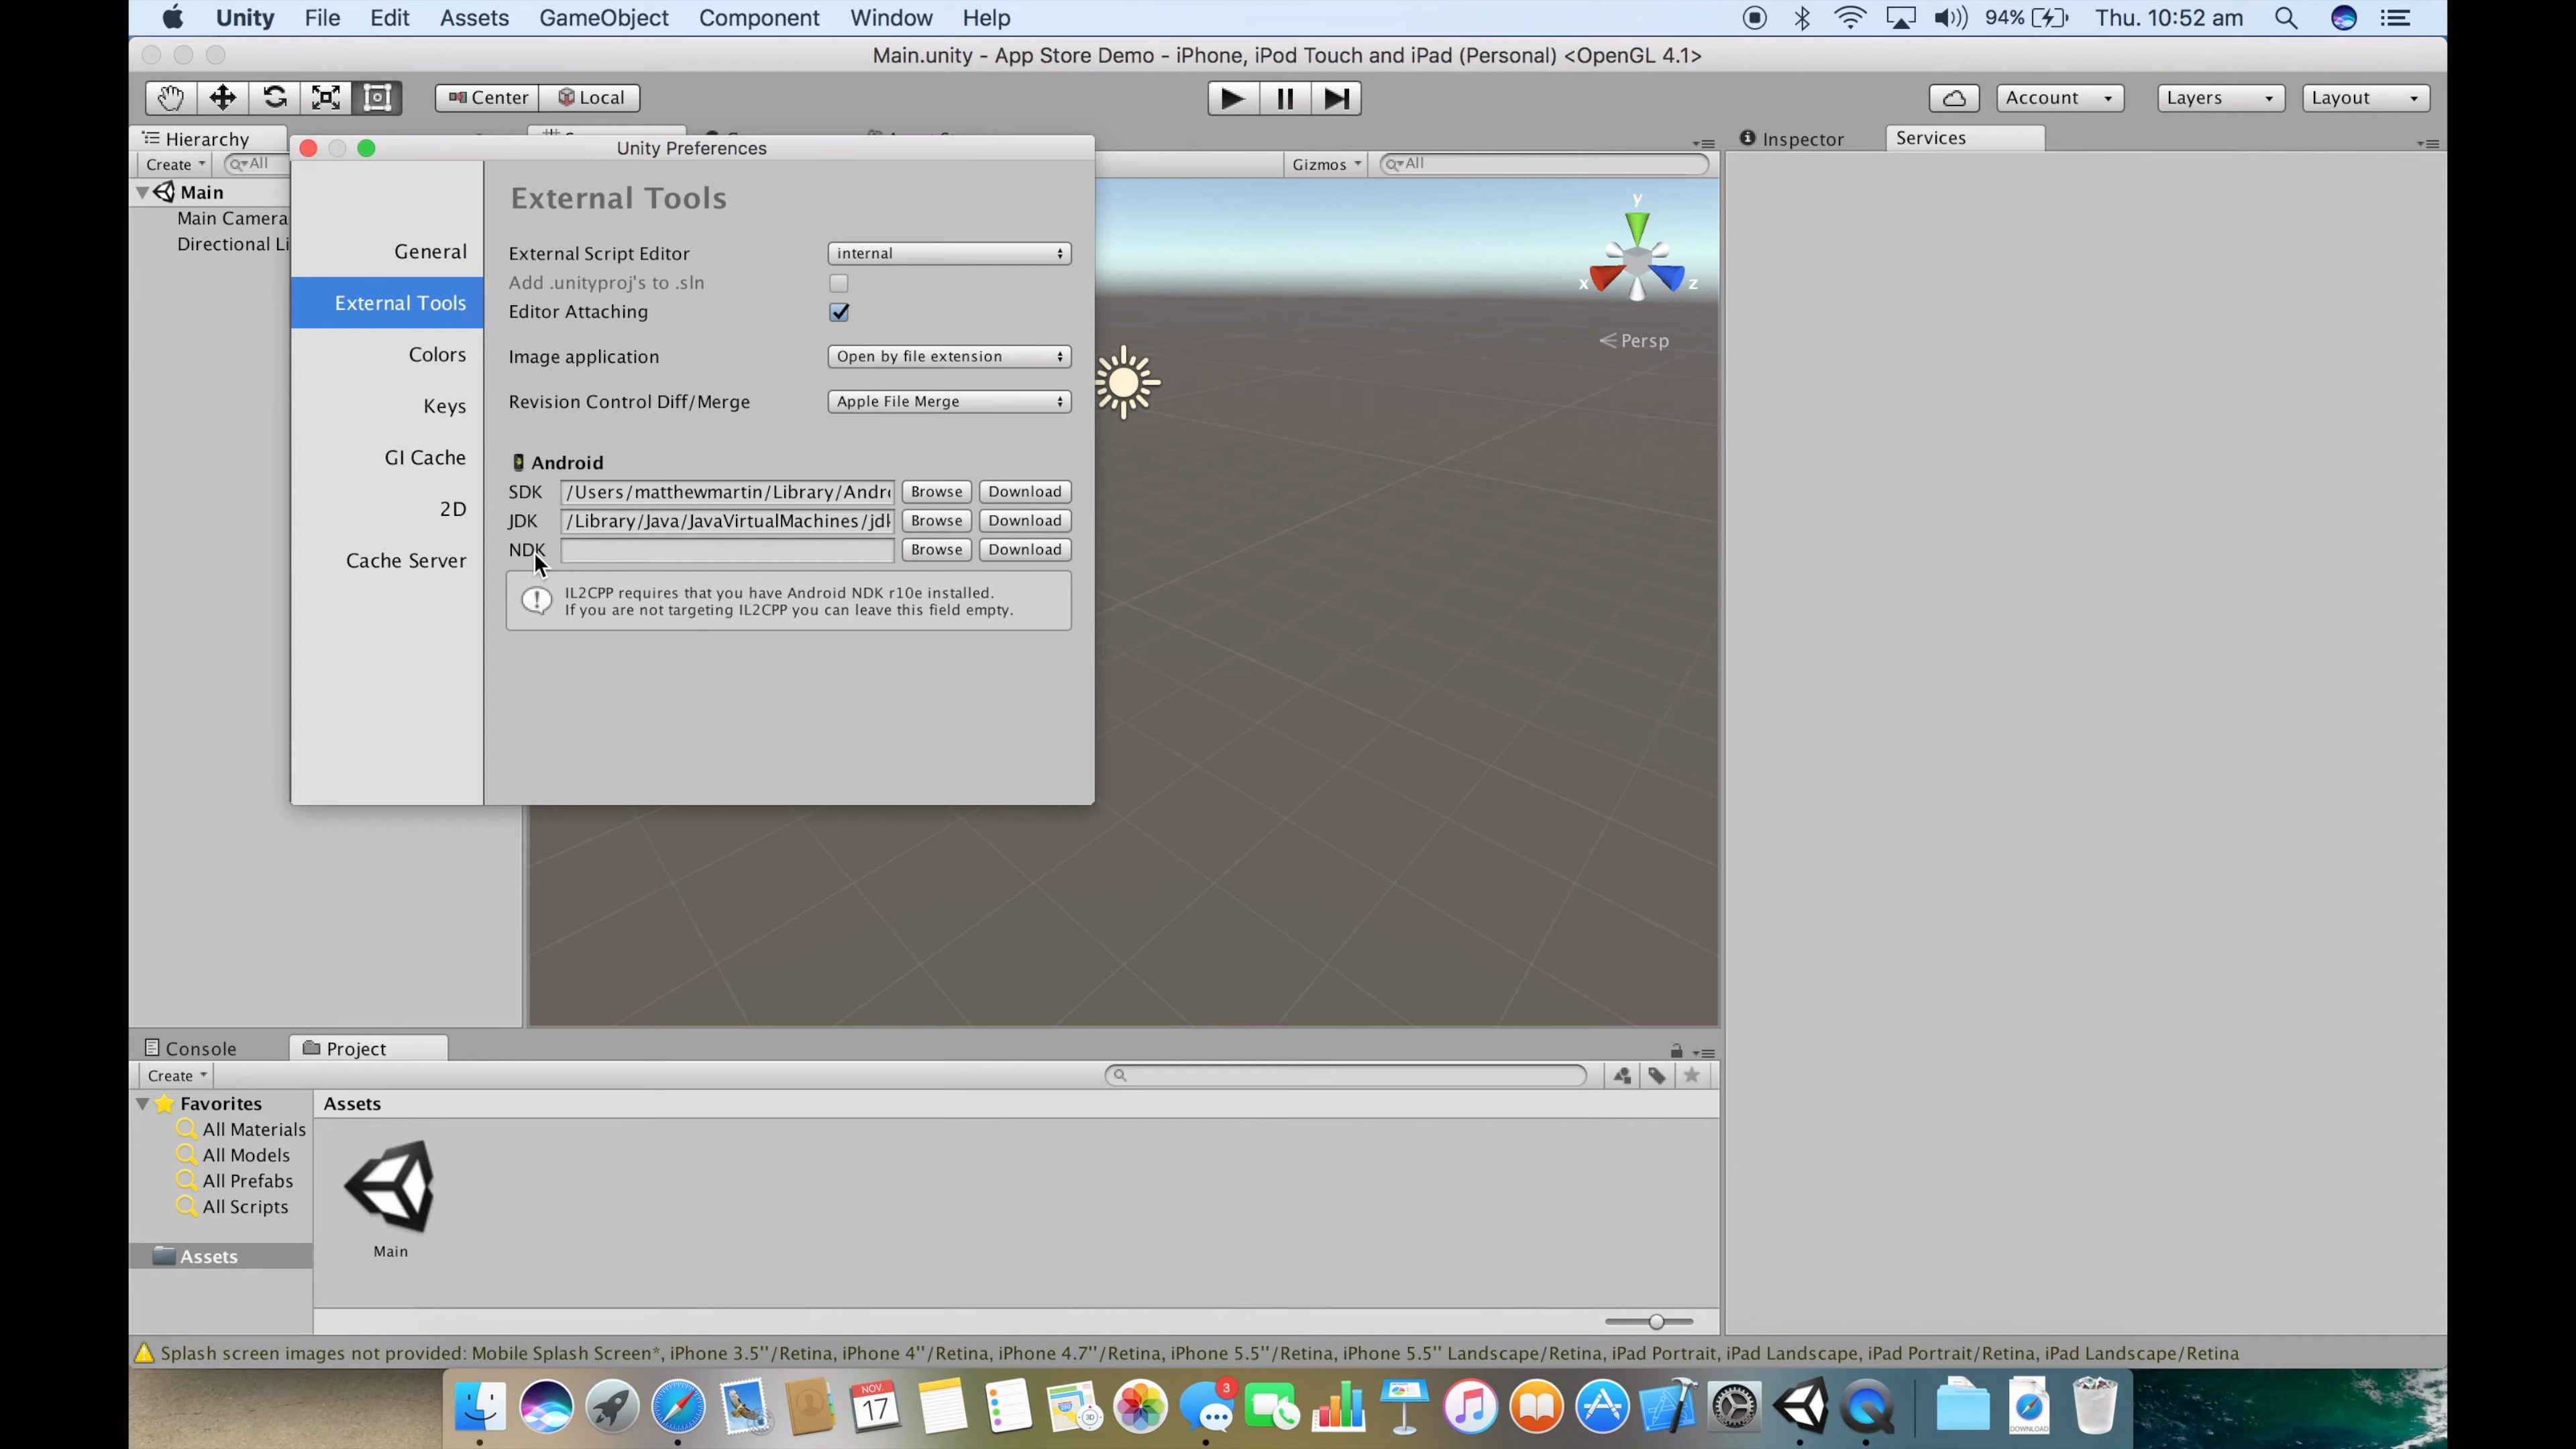 Unity File Edit Assets GameObject Component Window Help 94% Thu. 10:52 am
Main.unity - App Store Demo - iPhone, iPod Touch and iPad (Personal) <OpenGL 4.1>
Center Local Account Layers Layout
Hierarchy
Inspector Services
Create All
Gizmos All
Main
Main Camera
Directional Li
Unity Preferences
General
External Tools
Colors
Keys
GI Cache
2D
Cache Server
External Tools
External Script Editor internal
Add .unityproj's to .sln
Editor Attaching
Image application Open by file extension
Revision Control Diff/Merge Apple File Merge
Android
SDK /Users/matthewmartin/Library/Andr Browse Download
JDK /Library/Java/JavaVirtualMachines/jdk Browse Download
NDK Browse Download
IL2CPP requires that you have Android NDK r10e installed.
If you are not targeting IL2CPP you can leave this field empty.
y
x z
Persp
Console Project
Create
Favorites
All Materials
All Models
All Prefabs
All Scripts
Assets
Assets
Main
Splash screen images not provided: Mobile Splash Screen*, iPhone 3.5''/Retina, iPhone 4''/Retina, iPhone 4.7''/Retina, iPhone 5.5''/Retina, iPhone 5.5'' Landscape/Retina, iPad Portrait, iPad Landscape, iPad Portrait/Retina, iPad Landscape/Retina
NOV.
17
3D
3
DOWNLOAD